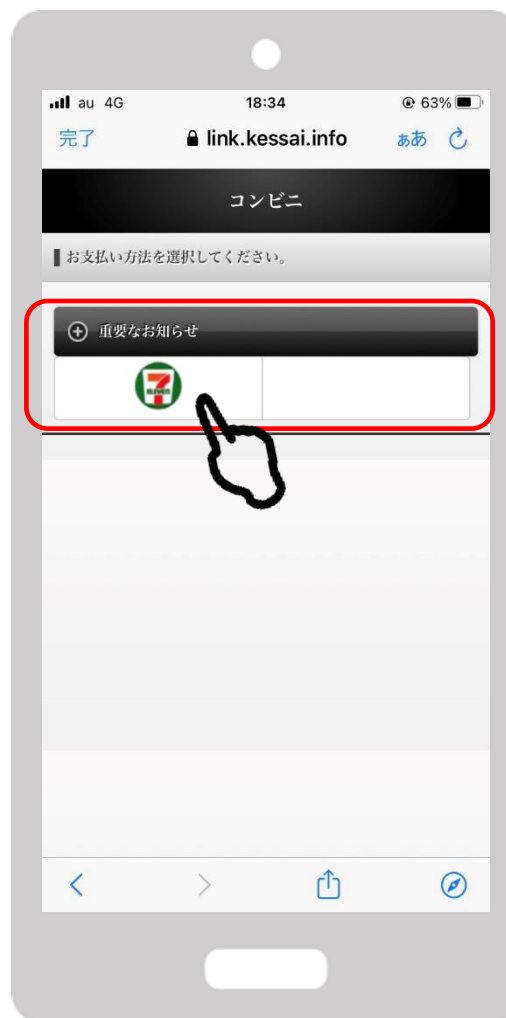 au 4G 18:34 63%
完了 link.kessai.info ぁあ
コンビニ
お支払い方法を選択してください。
重要なお知らせ
7
ELEVEN